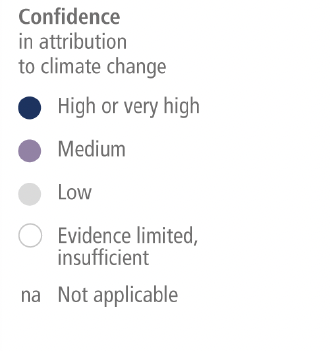 Confidence
in attribution
to climate change
High or very high
Medium
Low
Evidence limited,
insufficient
na Not applicable